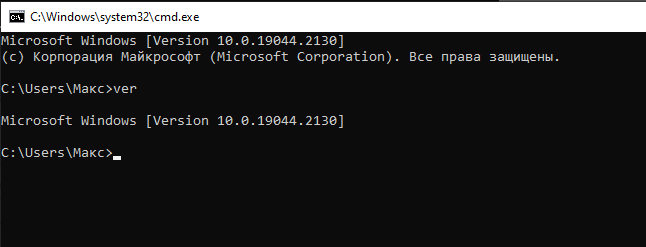 C:\Windows\system32\cmd.exe
Microsoft Windows [Version 10.0.19044.2130]
(c) Корпорация Майкрософт (Microsoft Corporation). Все права защищены.
C:\Users\Макс>ver
Microsoft Windows [Version 10.0.19044.2130]
C:\Users\Макс>